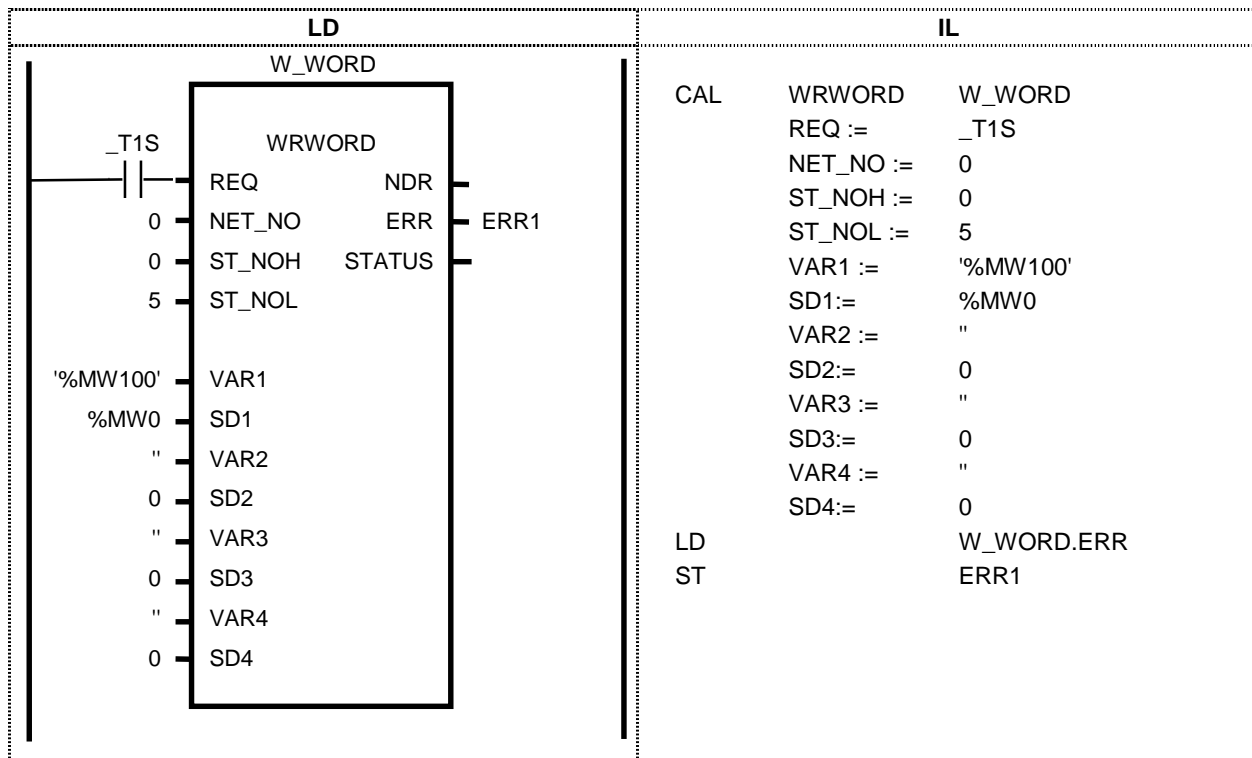 LD
IL
W_WORD
WRWORD
_T1S
REQ NDR
0 NET_NO ERR ERR1
0 ST_NOH STATUS
5 ST_NOL
'%MW100' VAR1
%MW0 SD1
'' VAR2
0 SD2
'' VAR3
0 SD3
'' VAR4
0 SD4
CAL WRWORD W_WORD
REQ := _T1S
NET_NO := 0
ST_NOH := 0
ST_NOL := 5
VAR1 := '%MW100'
SD1:= %MW0
VAR2 := ''
SD2:= 0
VAR3 := ''
SD3:= 0
VAR4 := ''
SD4:= 0
LD W_WORD.ERR
ST ERR1